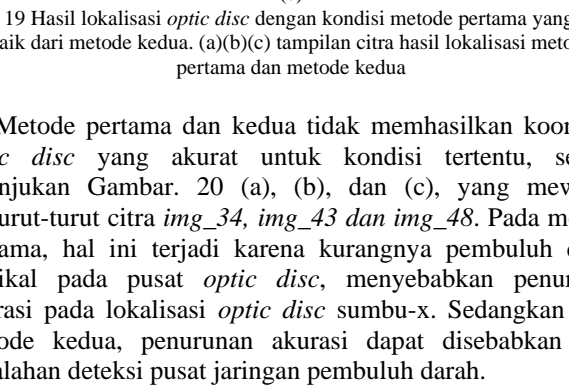 19 Hasil lokalisasi optic disc dengan kondisi metode pertama yang
aik dari metode kedua. (a)(b)(c) tampilan citra hasil lokalisasi meto
pertama dan metode kedua
Metode pertama dan kedua tidak memhasilkan koor
c disc yang akurat untuk kondisi tertentu, se
njukan Gambar. 20 (a), (b), dan (c), yang mew
urut-turut citra img_34, img_43 dan img_48. Pada me
ama, hal ini terjadi karena kurangnya pembuluh d
ikal pada pusat optic disc, menyebabkan penur
rasi pada lokalisasi optic disc sumbu-x. Sedangkan
ode kedua, penurunan akurasi dapat disebabkan
alahan deteksi pusat jaringan pembuluh darah.